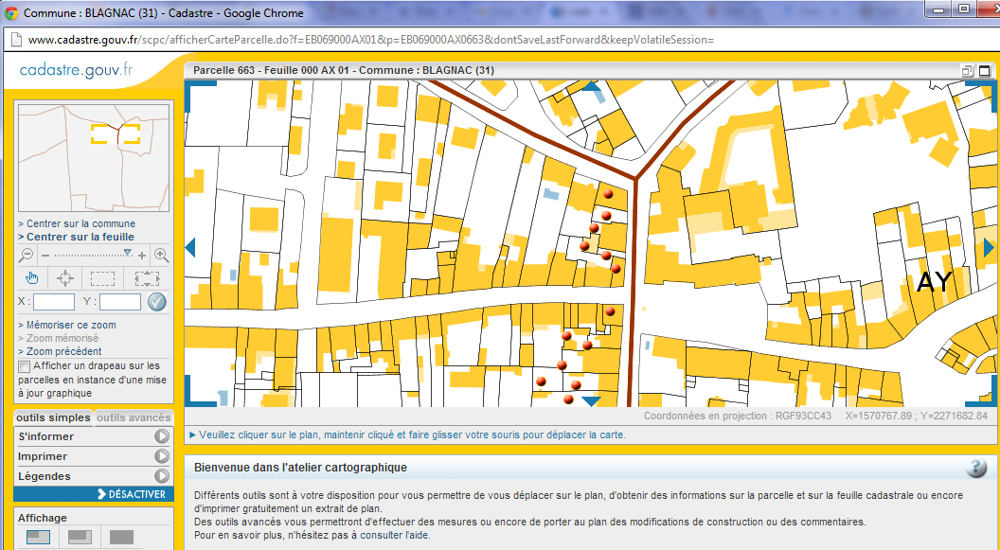 Commune : BLAGNAC (31) - Cadastre - Google Chrome
www.cadastre.gouv.fr/scpc/afficherCarteParcelle.do?f=EB069000AX01&p=EB069000AX0663&dontSaveLastForward&keepVolatileSession=
cadastre.gouv.fr
Parcelle 663 - Feuille 000 AX 01 - Commune : BLAGNAC (31)
> Centrer sur la commune
> Centrer sur la feuille
X :
Y :
> Mémoriser ce zoom
> Zoom mémorisé
> Zoom précédent
Afficher un drapeau sur les
parcelles en instance d'une mise
à jour graphique
outils simples
outils avancés
S'informer
Imprimer
Légendes
DÉSACTIVER
Affichage
AY
Coordonnées en projection : RGF93CC43 X=1570767.89 ; Y=2271682.84
Veuillez cliquer sur le plan, maintenir cliqué et faire glisser votre souris pour déplacer la carte.
Bienvenue dans l'atelier cartographique
?
Différents outils sont à votre disposition pour vous permettre de vous déplacer sur le plan, d'obtenir des informations sur la parcelle et sur la feuille cadastrale ou encore
d'imprimer gratuitement un extrait de plan.
Des outils avancés vous permettront d'effectuer des mesures ou encore de porter au plan des modifications de construction ou des commentaires.
Pour en savoir plus, n'hésitez pas à consulter l'aide.